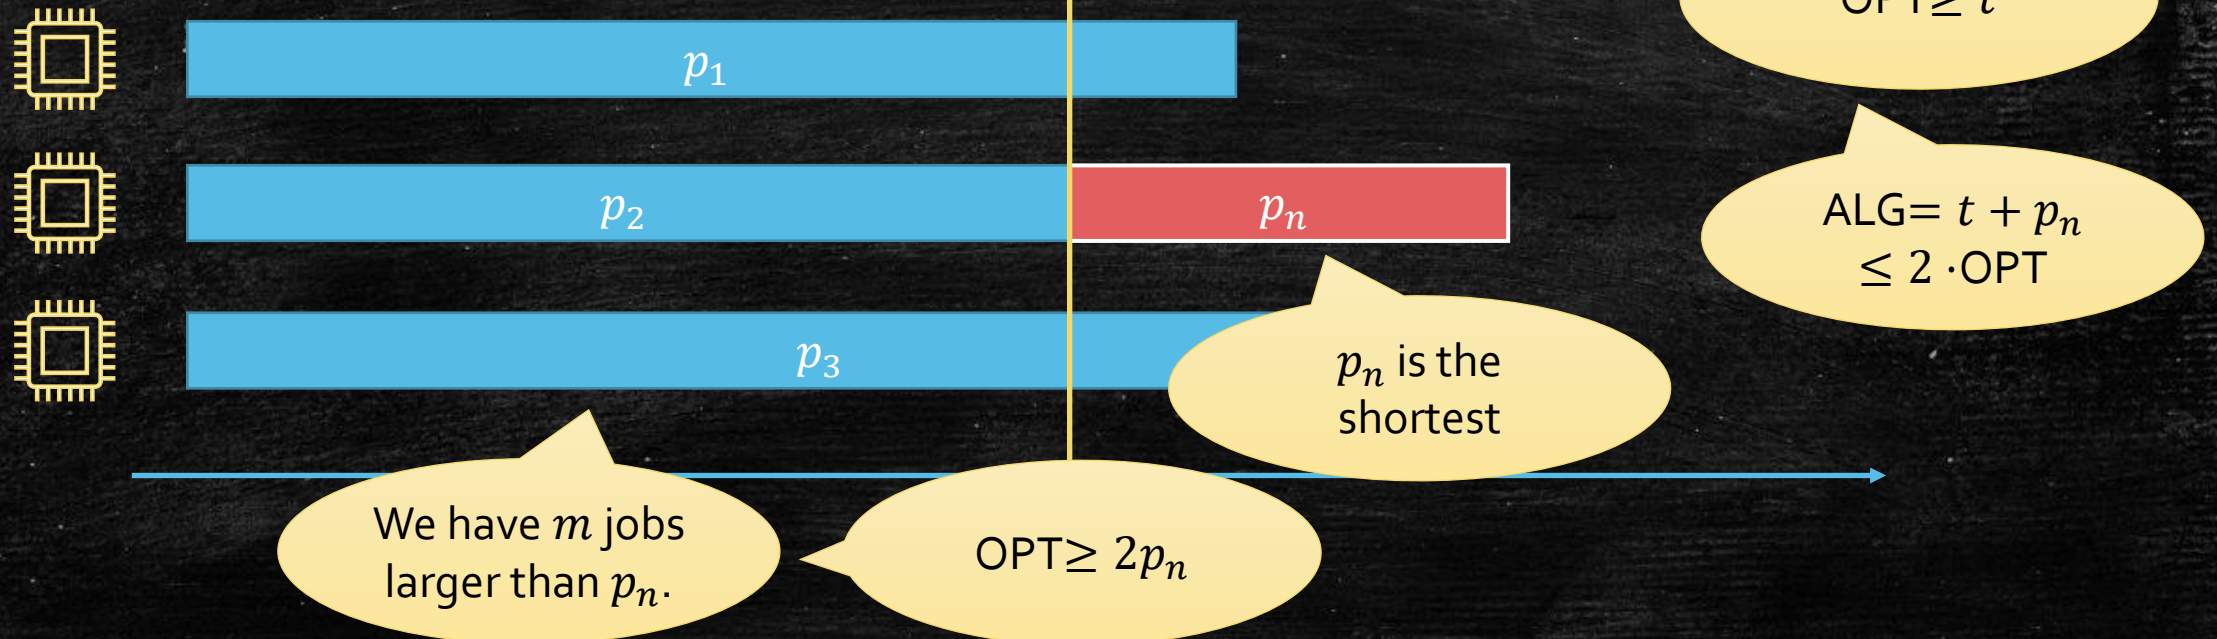 OPT≥ t
p₁
p₂
pₙ
ALG= t + pₙ
≤ 2 ·OPT
p₃
pₙ is the
shortest
We have m jobs
larger than pₙ.
OPT≥ 2pₙ